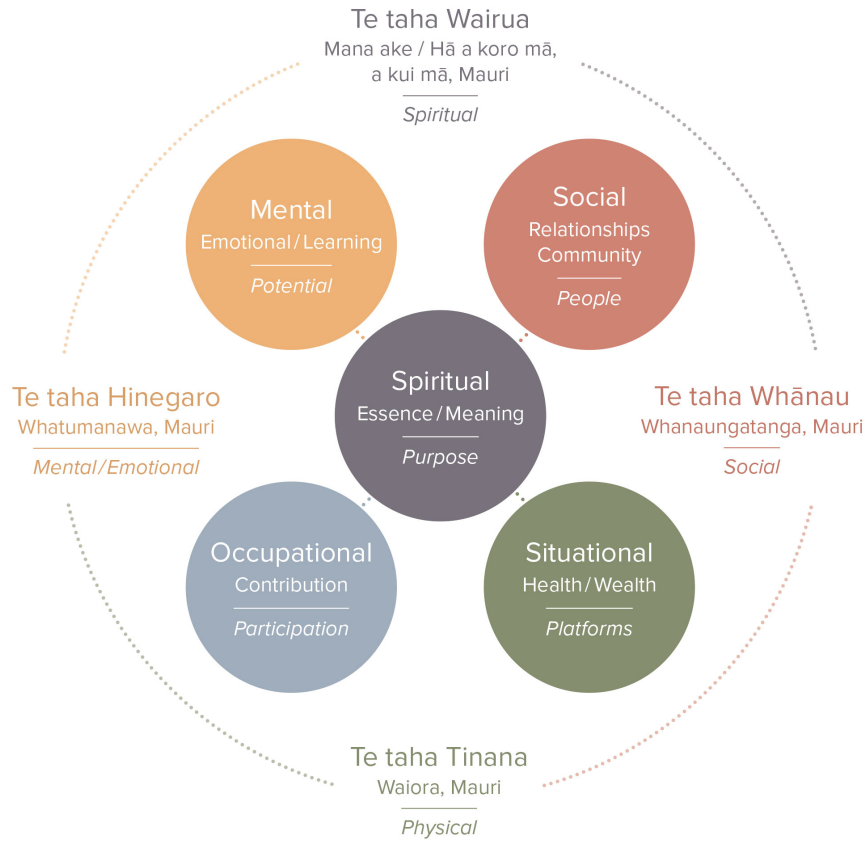 Te taha Wairua
Mana ake / Hā a koro mā,
a kui mā, Mauri
Spiritual
Mental
Emotional / Learning
Potential
Social
Relationships
Community
People
Spiritual
Essence / Meaning
Purpose
Te taha Hinegaro
Whatumanawa, Mauri
Mental / Emotional
Te taha Whānau
Whanaungatanga, Mauri
Social
Occupational
Contribution
Participation
Situational
Health / Wealth
Platforms
Te taha Tinana
Waiora, Mauri
Physical